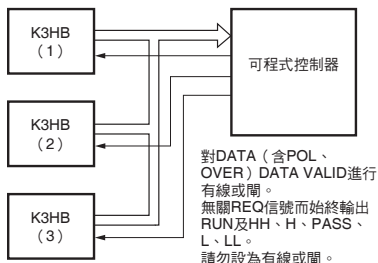 K3HB
（1）
K3HB
（2）
K3HB
（3）
可程式控制器
對DATA（含POL、
OVER）DATA VALID進行
有線或閘。
無關REQ信號而始終輸出
RUN及HH、H、PASS、
L、LL。
請勿設為有線或閘。